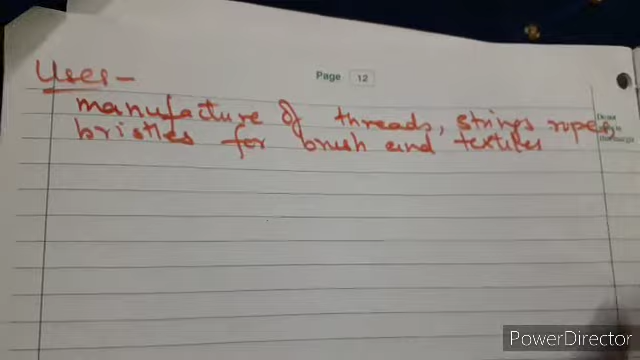 Page 12
Uses -
manufacture of threads, strings ropes
bristles for brush and textiles
PowerDirector